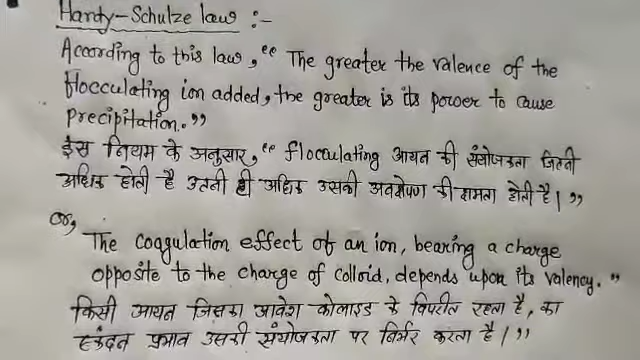 Hardy-Schulze law :-
According to this law, "The greater the valence of the
flocculating ion added, the greater is its power to cause
precipitation."
इस नियम के अनुसार, "flocculating आयन की संयोजकता जितनी
अधिक होती है उतनी ही अधिक उसकी अवक्षेपण की क्षमता होती है।"
or,
The coagulation effect of an ion, bearing a charge
opposite to the charge of colloid, depends upon its valency."
किसी आयन जिसका आवेश कोलाइड के विपरीत रहता है, का
स्कंदन प्रभाव उसकी संयोजकता पर निर्भर करता है।"